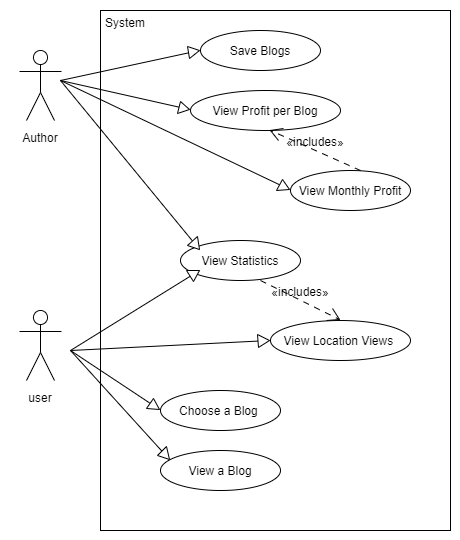 System
Save Blogs
View Profit per Blog
Author
«includes»
View Monthly Profit
View Statistics
«includes»
View Location Views
user
Choose a Blog
View a Blog